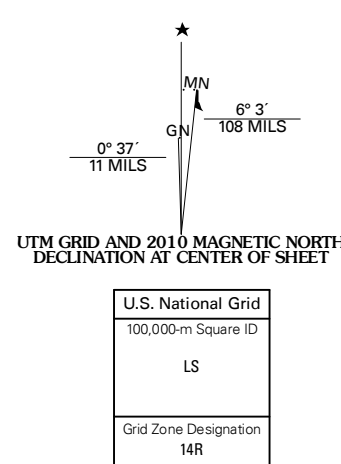 MN
6° 3´
108 MILS
GN
0° 37´
11 MILS
UTM GRID AND 2010 MAGNETIC NORTH
DECLINATION AT CENTER OF SHEET
U.S. National Grid
100,000-m Square ID
LS
Grid Zone Designation
14R